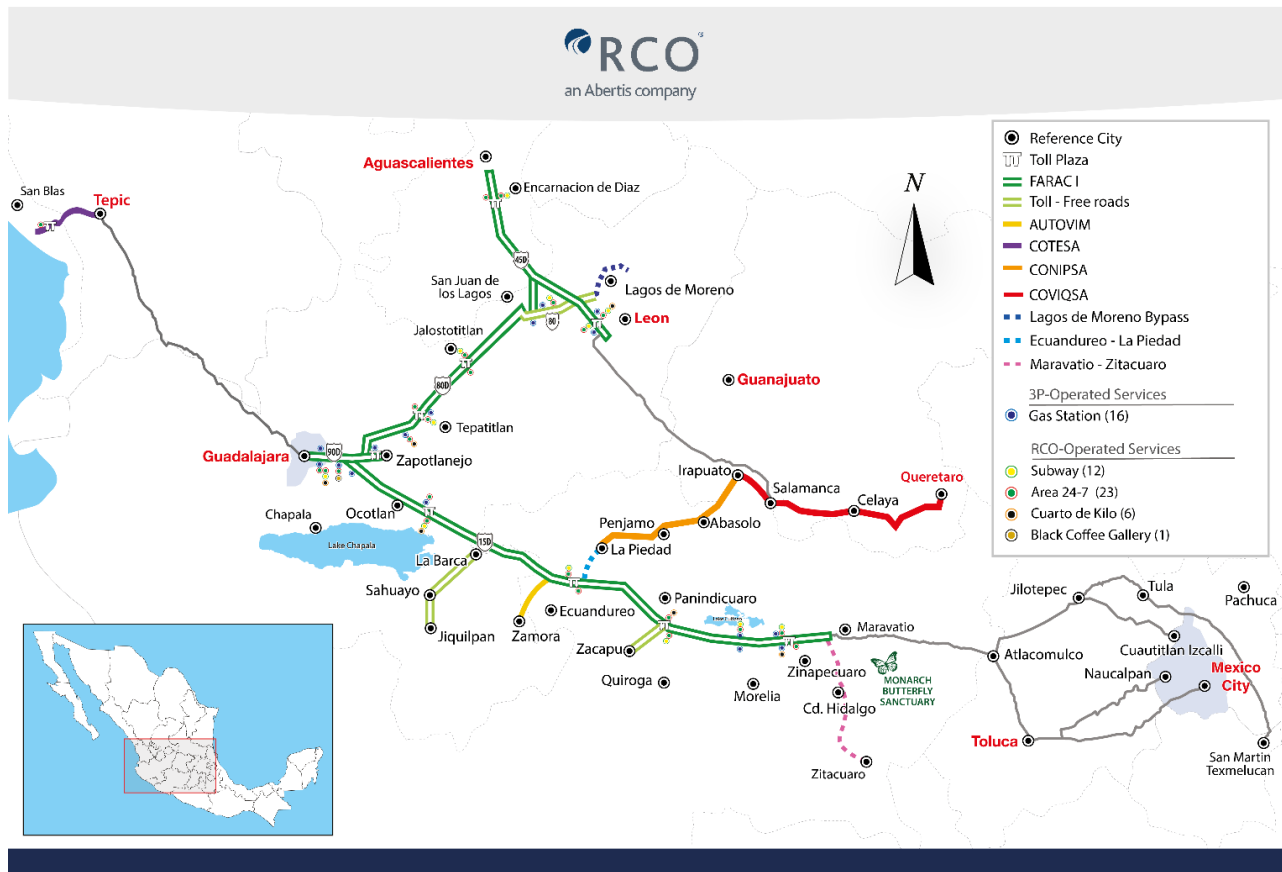 RCO
an Abertis company
Reference City
Toll Plaza
FARAC I
Toll - Free roads
AUTOVIM
COTESA
CONIPSA
COVIQSA
Lagos de Moreno Bypass
Ecuandureo - La Piedad
Maravatio - Zitacuaro
3P-Operated Services
Gas Station (16)
RCO-Operated Services
Subway (12)
Area 24-7 (23)
Cuarto de Kilo (6)
Black Coffee Gallery (1)
N
Aguascalientes
Encarnacion de Diaz
San Blas
Tepic
45D
San Juan de
los Lagos
Lagos de Moreno
Leon
80
Jalostotitlan
80D
Guanajuato
Tepatitlan
Guadalajara
90D
Zapotlanejo
Irapuato
Salamanca
Queretaro
Celaya
Ocotlan
Chapala
Lake Chapala
15D
Penjamo
Abasolo
La Piedad
La Barca
Sahuayo
Jiquilpan
Zamora
Ecuandureo
Panindicuaro
Zacapu
Quiroga
Morelia
Zinapecuaro
Maravatio
Cd. Hidalgo
MONARCH
BUTTERFLY
SANCTUARY
Zitacuaro
Atlacomulco
Jilotepec
Tula
Pachuca
Cuautitlan Izcalli
Naucalpan
Mexico
City
Toluca
San Martin
Texmelucan